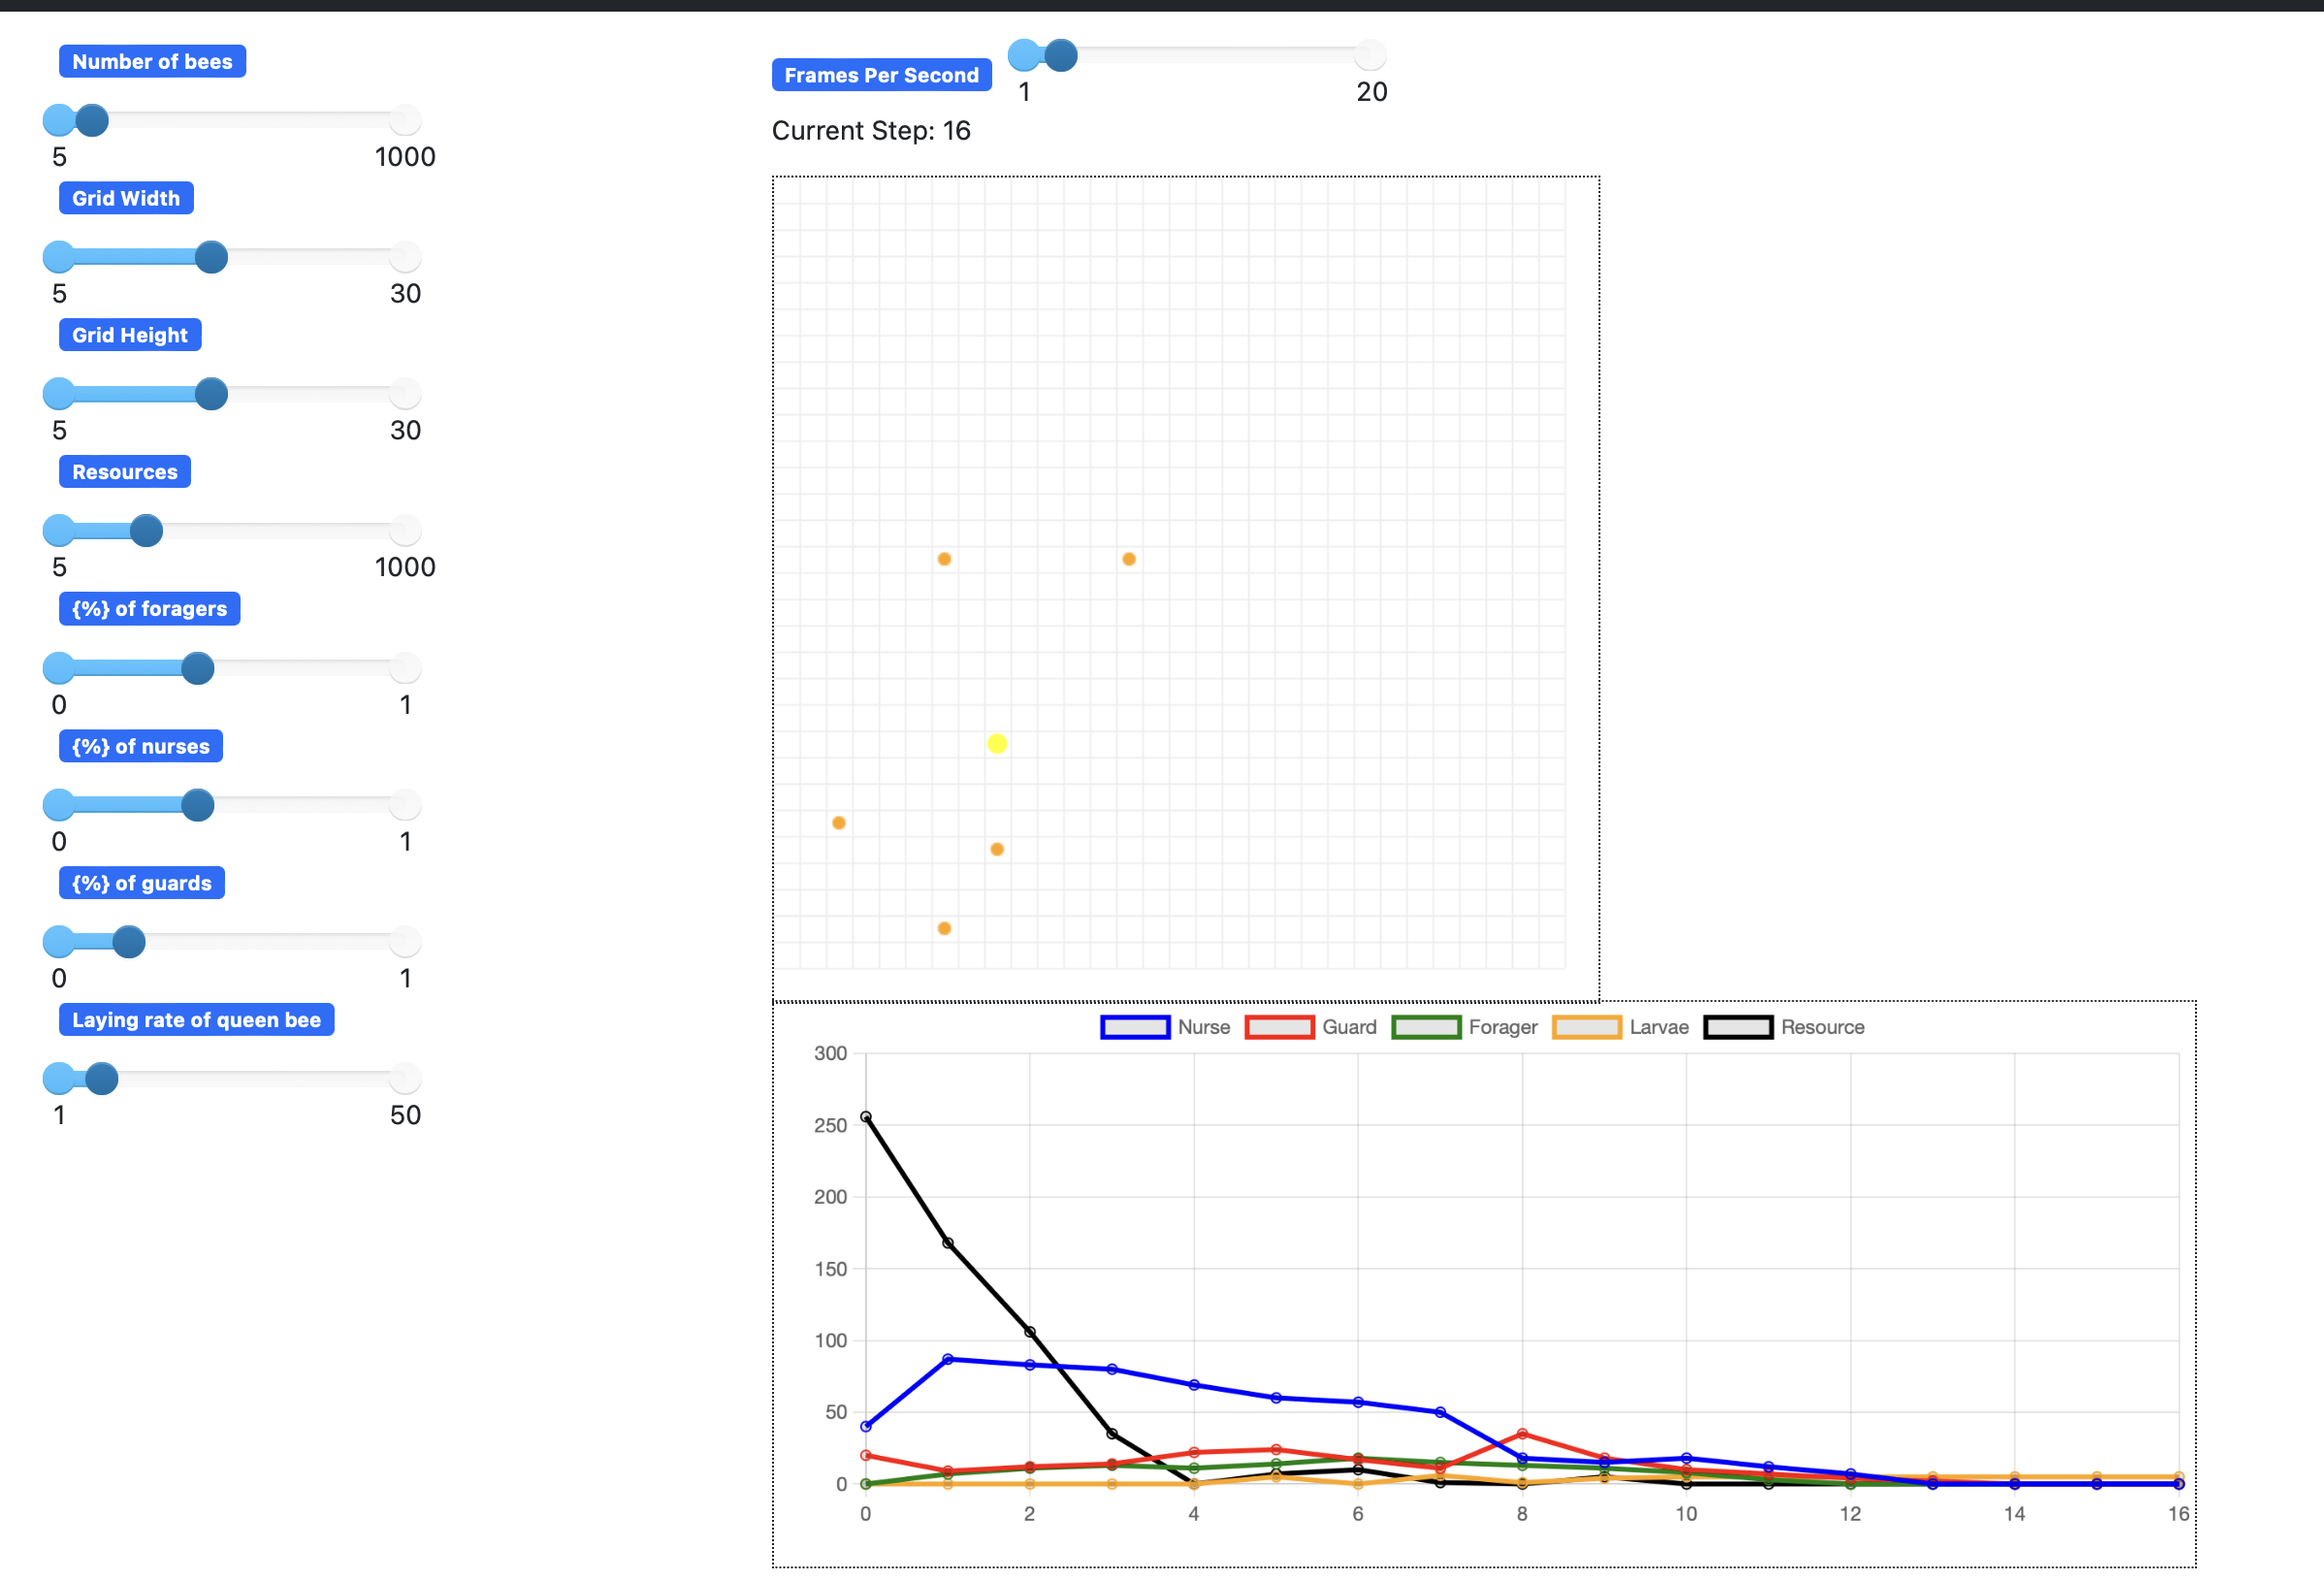 Number of bees
5 1000
Grid Width
5 30
Grid Height
5 30
Resources
5 1000
{%} of foragers
0 1
{%} of nurses
0 1
{%} of guards
0 1
Laying rate of queen bee
1 50
Frames Per Second
1 20
Current Step: 16
Nurse Guard Forager Larvae Resource
300
250
200
150
100
50
0
0 2 4 6 8 10 12 14 16